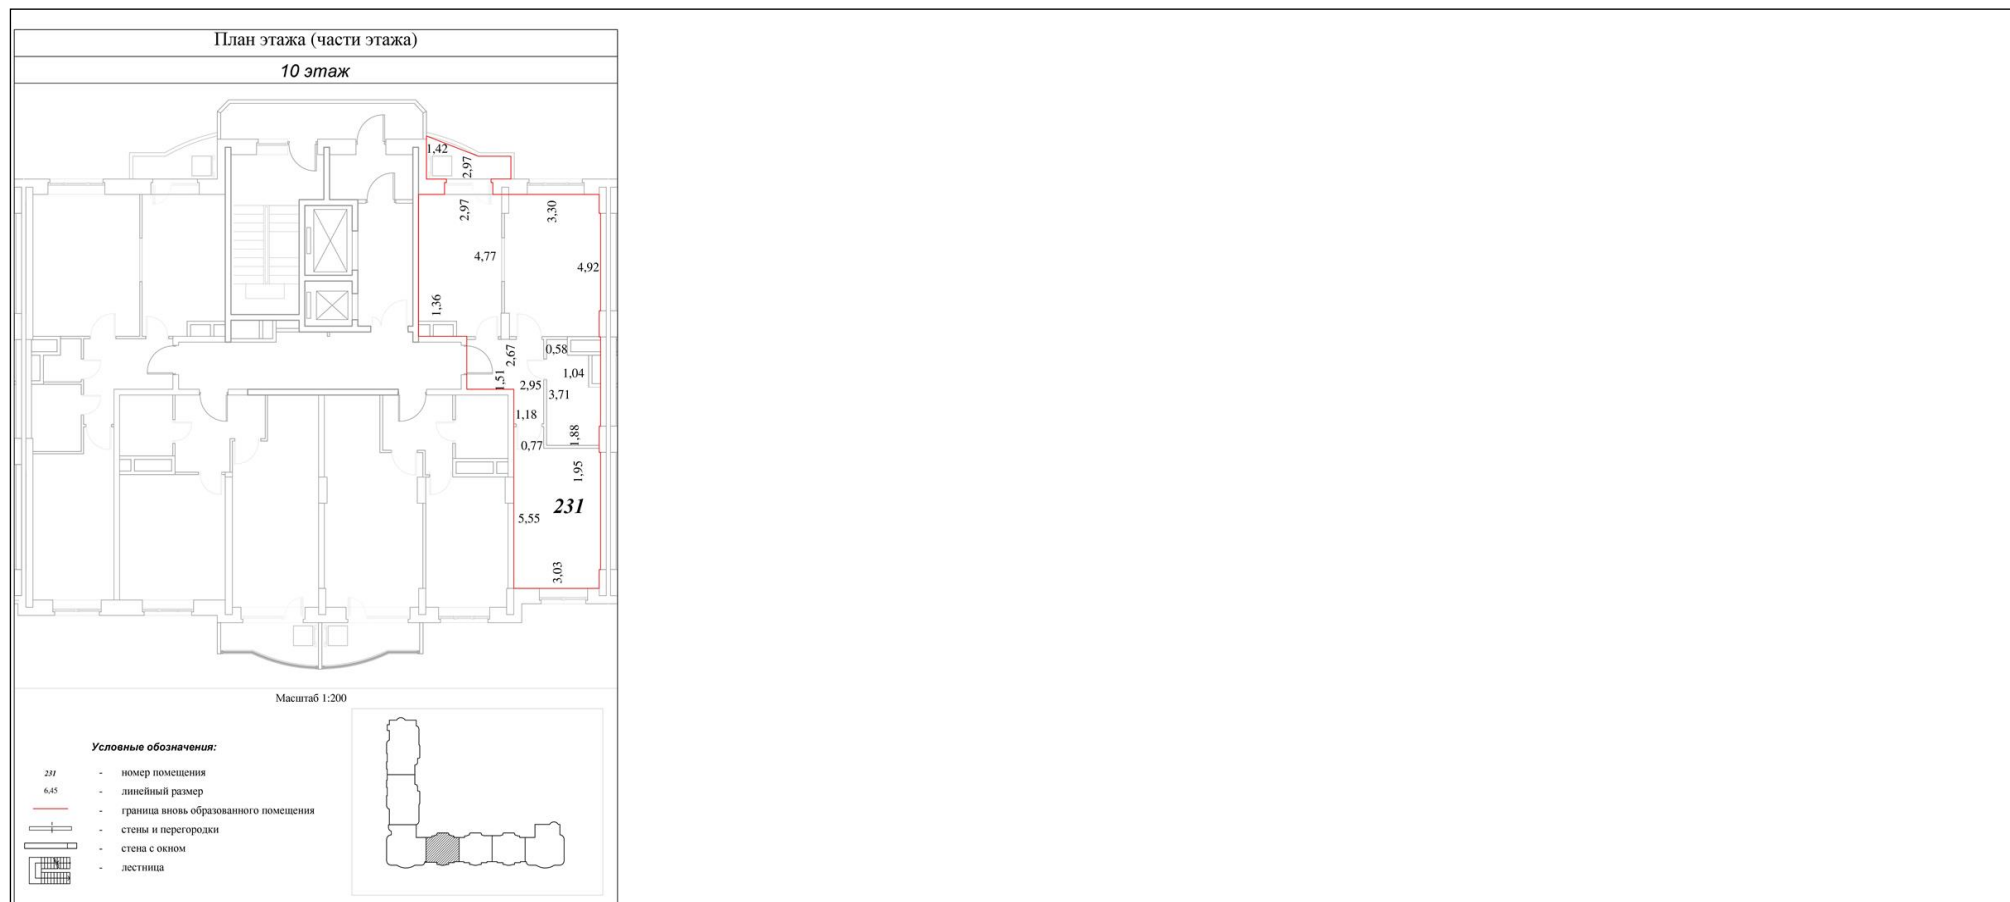 План этажа (части этажа)
10 этаж
1,42
2,97
2,97
3,30
4,77
4,92
1,36
2,67
0,58
1,51
1,04
2,95
3,71
1,18
1,88
0,77
1,95
231
5,55
3,03
Масштаб 1:200
Условные обозначения:
231 - номер помещения
6,45 - линейный размер
- граница вновь образованного помещения
- стены и перегородки
- стена с окном
- лестница